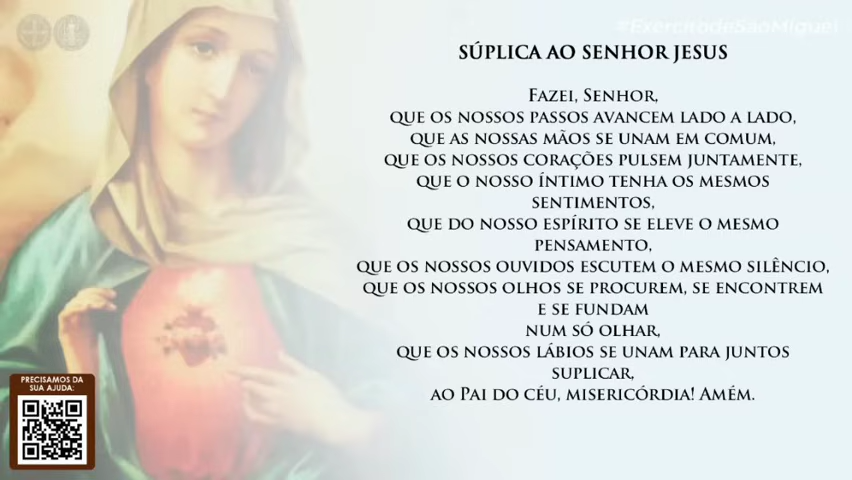 #ExercitodeSaoMiguel
SÚPLICA AO SENHOR JESUS
FAZEI, SENHOR,
QUE OS NOSSOS PASSOS AVANCEM LADO A LADO,
QUE AS NOSSAS MÃOS SE UNAM EM COMUM,
QUE OS NOSSOS CORAÇÕES PULSEM JUNTAMENTE,
QUE O NOSSO ÍNTIMO TENHA OS MESMOS
SENTIMENTOS,
QUE DO NOSSO ESPÍRITO SE ELEVE O MESMO
PENSAMENTO,
QUE OS NOSSOS OUVIDOS ESCUTEM O MESMO SILÊNCIO,
QUE OS NOSSOS OLHOS SE PROCUREM, SE ENCONTREM
E SE FUNDAM
NUM SÓ OLHAR,
QUE OS NOSSOS LÁBIOS SE UNAM PARA JUNTOS
SUPLICAR,
AO PAI DO CÉU, MISERICÓRDIA! AMÉM.
PRECISAMOS DA
SUA AJUDA: